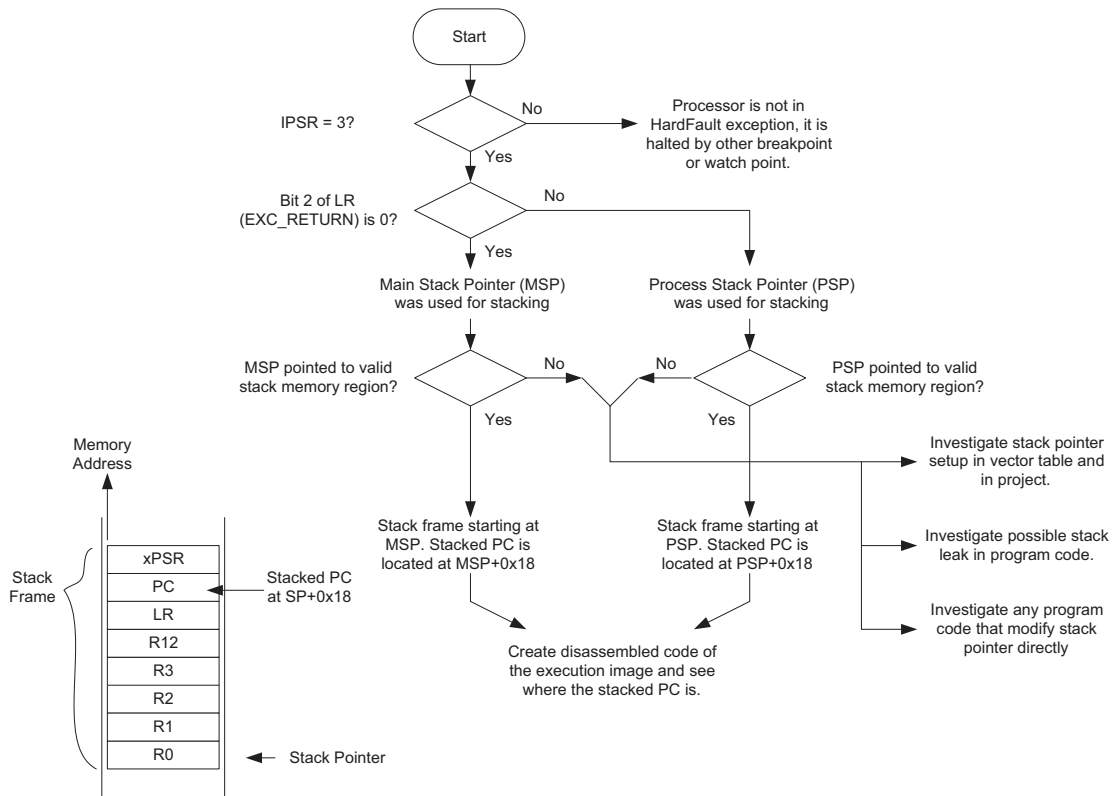 Start
IPSR = 3?
No
Processor is not in
HardFault exception, it is
halted by other breakpoint
or watch point.
Yes
Bit 2 of LR
(EXC_RETURN) is 0?
No
Yes
Main Stack Pointer (MSP)
was used for stacking
Process Stack Pointer (PSP)
was used for stacking
MSP pointed to valid
stack memory region?
No
No
PSP pointed to valid
stack memory region?
Yes
Yes
Investigate stack pointer
setup in vector table and
in project.
Investigate possible stack
leak in program code.
Investigate any program
code that modify stack
pointer directly
Stack frame starting at
MSP. Stacked PC is
located at MSP+0x18
Stack frame starting at
PSP. Stacked PC is
located at PSP+0x18
Create disassembled code of
the execution image and see
where the stacked PC is.
Memory
Address
Stack
Frame
xPSR
PC
LR
R12
R3
R2
R1
R0
Stacked PC
at SP+0x18
Stack Pointer